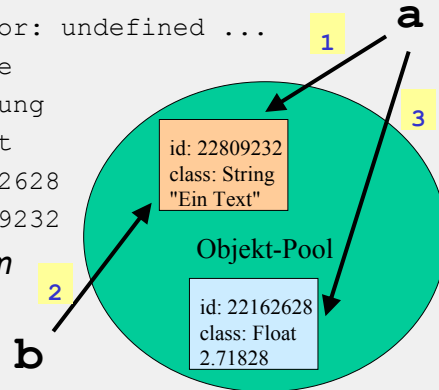 or: undefined ...
e
ung
t
2628
9232
n
1
a
3
id: 22809232
class: String
"Ein Text"
Objekt-Pool
2
id: 22162628
class: Float
2.71828
b